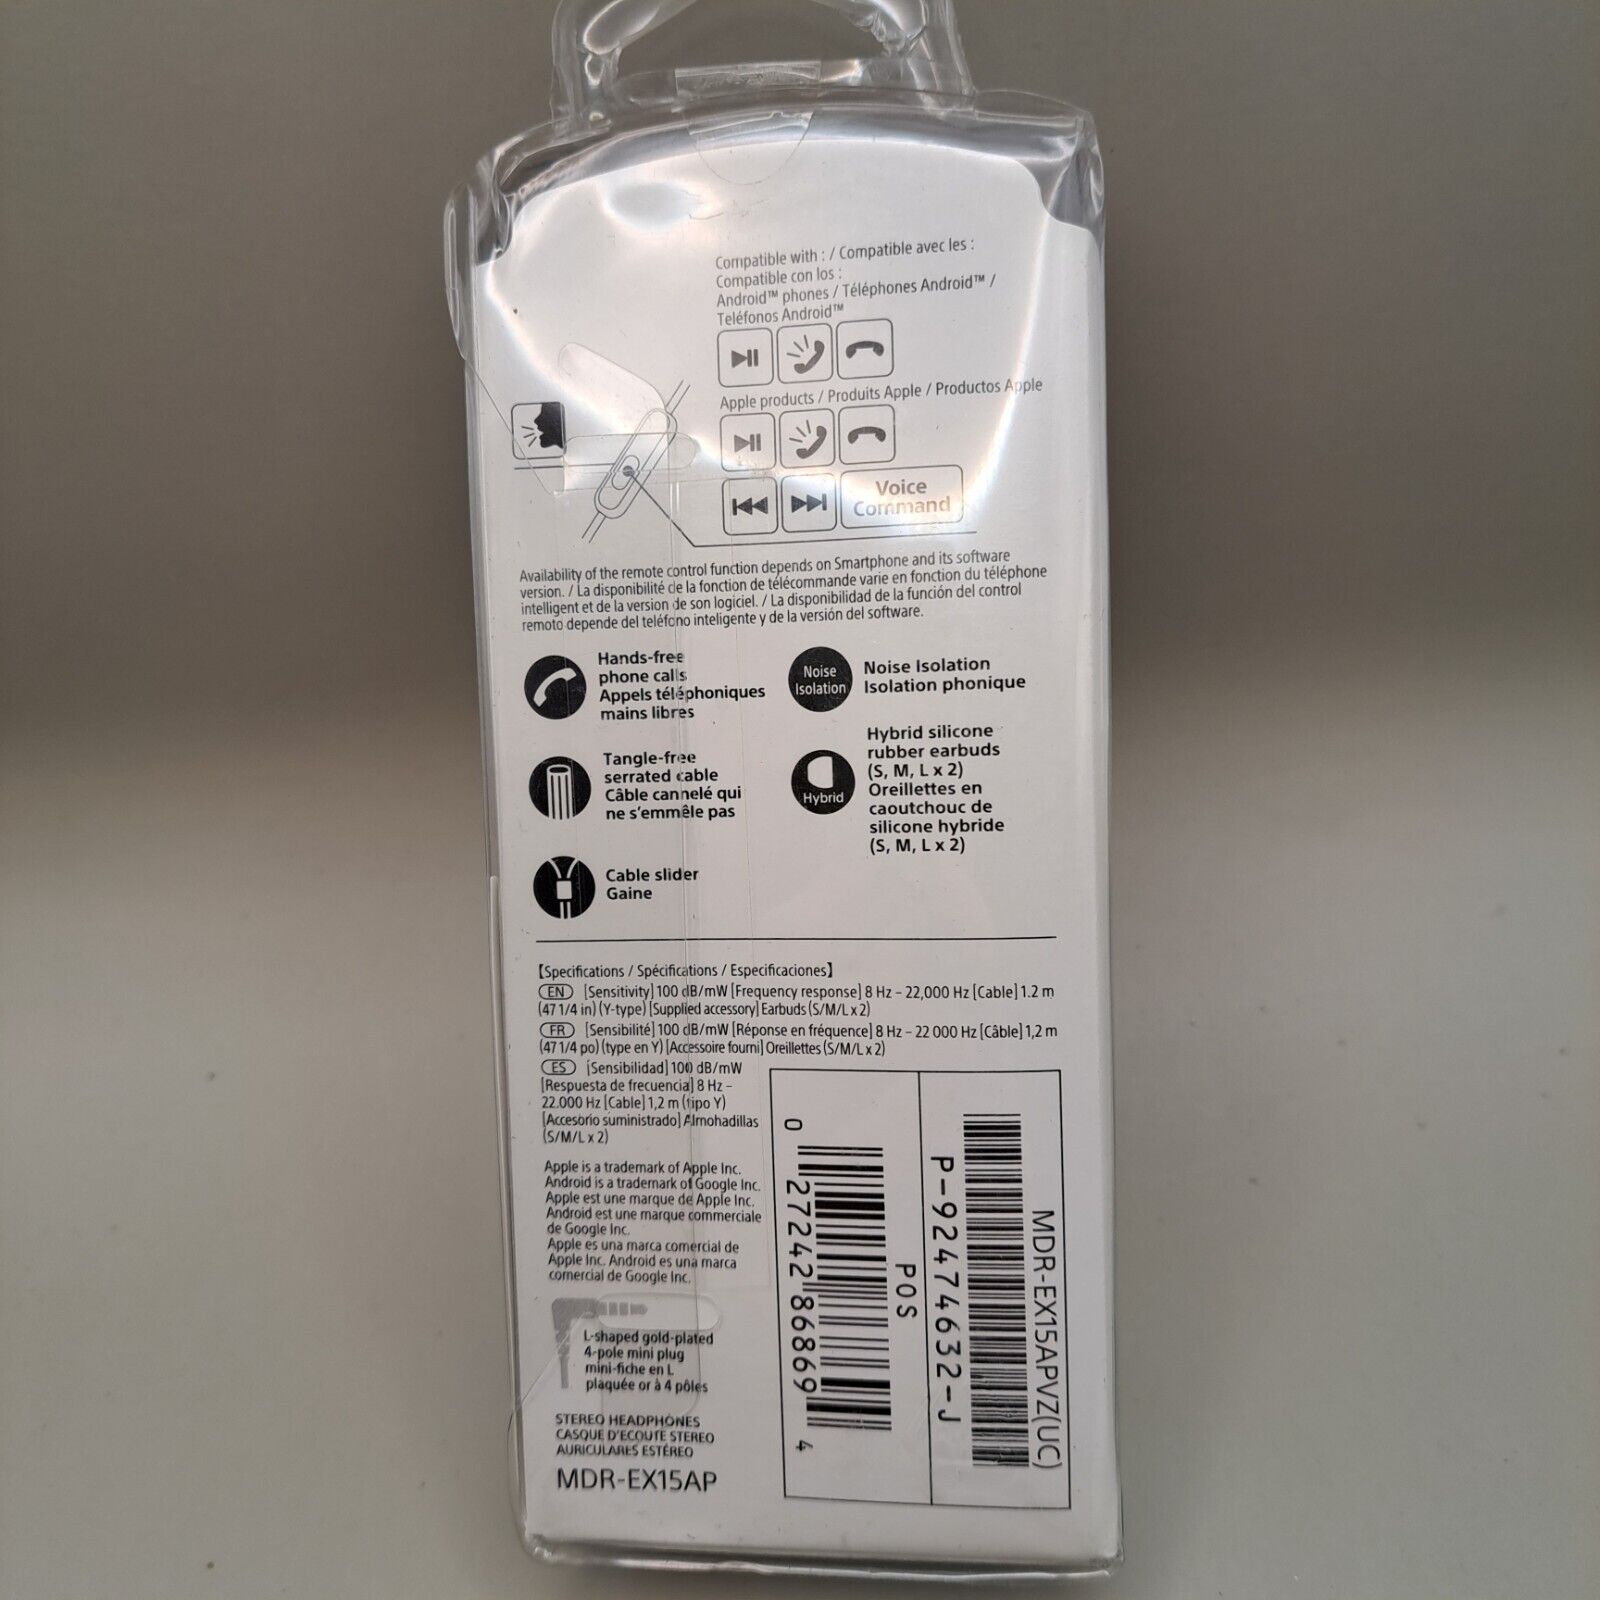 Compatible with : / Compatible avec les :
Compatible con los :
Android™ phones / Téléphones Android™ /
Teléfonos Android™
Apple products / Produits Apple / Productos Apple
Voice
Command
Availability of the remote control function depends on Smartphone and its software
version. / La disponibilité de la fonction de télécommande varie en fonction du téléphone
intelligent et de la version de son logiciel. / La disponibilidad de la función del control
remoto depende del teléfono inteligente y de la versión del software.
Hands-free
phone calls
Appels téléphoniques
mains libres
Noise
Isolation
Noise Isolation
Isolation phonique
Tangle-free
serrated cable
Câble cannelé qui
ne s'emmêle pas
Hybrid
Hybrid silicone
rubber earbuds
(S, M, L x 2)
Oreillettes en
caoutchouc de
silicone hybride
(S, M, L x 2)
Cable slider
Gaine
【Specifications / Spécifications / Especificaciones】
EN [Sensitivity] 100 dB/mW [Frequency response] 8 Hz – 22,000 Hz [Cable] 1.2 m
(47 1/4 in) (Y-type) [Supplied accessory] Earbuds (S/M/L x 2)
FR [Sensibilité] 100 dB/mW [Réponse en fréquence] 8 Hz – 22 000 Hz [Câble] 1,2 m
(47 1/4 po) (type en Y) [Accessoire fourni] Oreillettes (S/M/L x 2)
ES [Sensibilidad] 100 dB/mW
[Respuesta de frecuencia] 8 Hz –
22.000 Hz [Cable] 1,2 m (tipo Y)
[Accesorio suministrado] Almohadillas
(S/M/L x 2)
Apple is a trademark of Apple Inc.
Android is a trademark of Google Inc.
Apple est une marque de Apple Inc.
Android est une marque commerciale
de Google Inc.
Apple es una marca comercial de
Apple Inc. Android es una marca
comercial de Google Inc.
L-shaped gold-plated
4-pole mini plug
mini-fiche en L
plaquée or à 4 pôles
STEREO HEADPHONES
CASQUE D'ECOUTE STEREO
AURICULARES ESTÉREO
MDR-EX15AP
0 27242 86869 4
POS
P-92474632-J
MDR-EX15APVZ(UC)